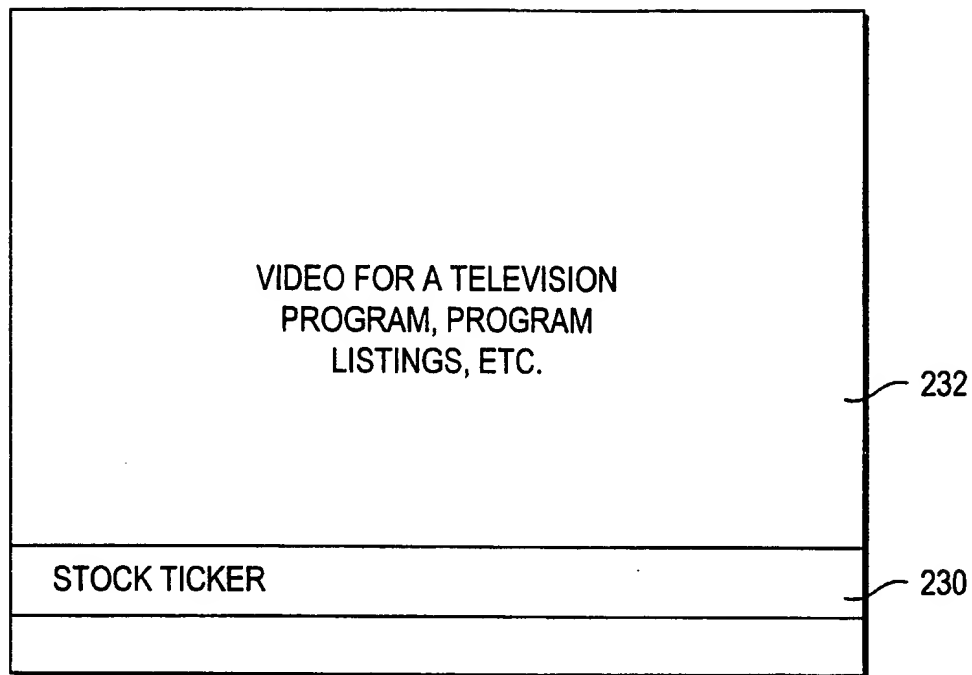 VIDEO FOR A TELEVISION
PROGRAM, PROGRAM
LISTINGS, ETC.
232
STOCK TICKER
230